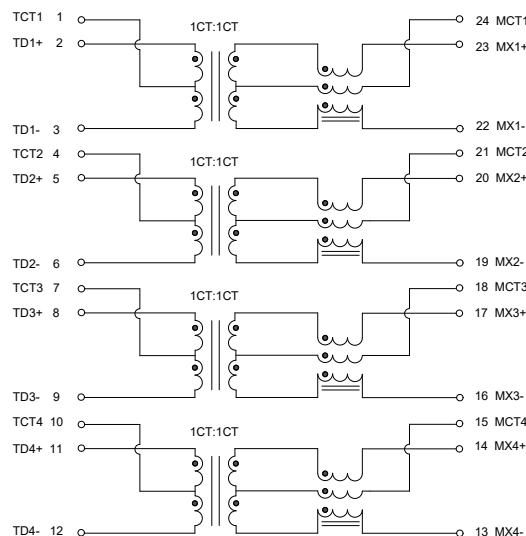 TCT1 1 1CT:1CT 24 MCT1
TD1+ 2 23 MX1+
TD1- 3 22 MX1-
TCT2 4 1CT:1CT 21 MCT2
TD2+ 5 20 MX2+
TD2- 6 19 MX2-
TCT3 7 1CT:1CT 18 MCT3
TD3+ 8 17 MX3+
TD3- 9 16 MX3-
TCT4 10 1CT:1CT 15 MCT4
TD4+ 11 14 MX4+
TD4- 12 13 MX4-